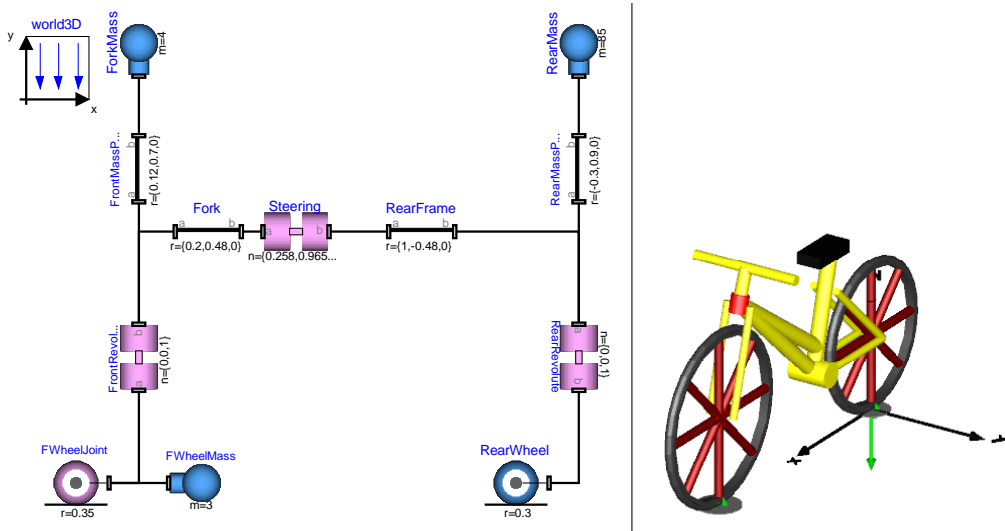 world3D
y
x
ForkMass
m=4
RearMass
m=85
FrontMassP...
b
a
r={0.12,0.7,0}
RearMassP...
b
a
r={-0.3,0.9,0}
Fork
a
b
r={0.2,0.48,0}
Steering
a
b
n={0.258,0.965...
RearFrame
a
b
r={1,-0.48,0}
FrontRevol...
b
a
n={0,0,1}
RearRevolute
a
b
n={0,0,1}
FWheelJoint
r=0.35
FWheelMass
m=3
RearWheel
r=0.3